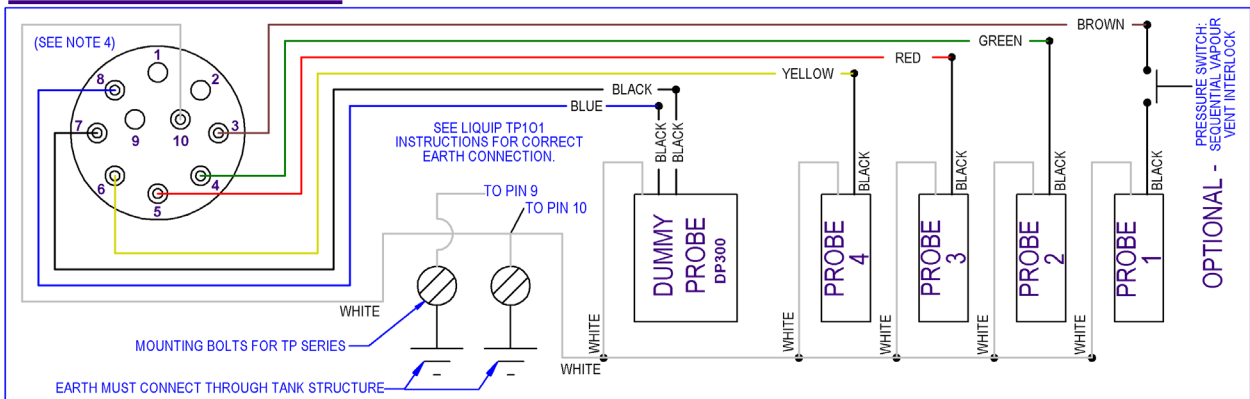 (SEE NOTE 4)
1
2
3
4
5
6
7
8
9
10
BROWN
GREEN
RED
YELLOW
BLACK
BLUE
SEE LIQUIP TP101
INSTRUCTIONS FOR CORRECT
EARTH CONNECTION.
BLACK
BLACK
BLACK
BLACK
BLACK
BLACK
TO PIN 9
TO PIN 10
DUMMY
PROBE
DP300
PROBE
4
PROBE
3
PROBE
2
PROBE
1
OPTIONAL -
PRESSURE SWITCH:
SEQUENTIAL VAPOUR
VENT INTERLOCK
WHITE
WHITE
WHITE
WHITE
WHITE
WHITE
WHITE
MOUNTING BOLTS FOR TP SERIES
EARTH MUST CONNECT THROUGH TANK STRUCTURE